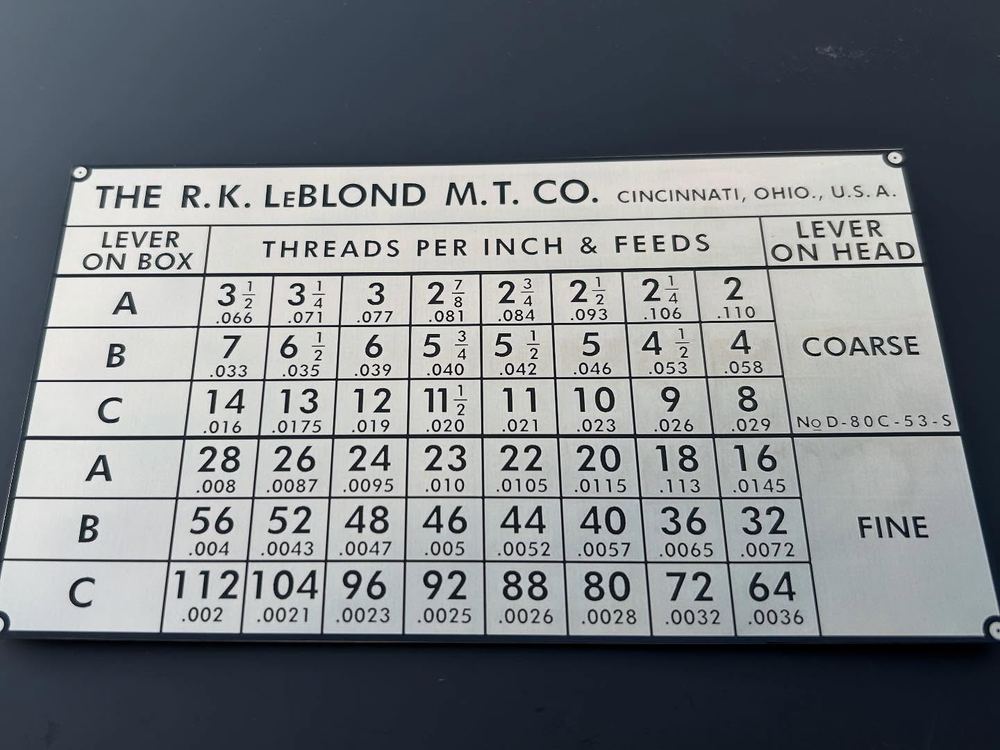 THE R.K. LEBLOND M.T. CO. CINCINNATI, OHIO., U.S.A.
LEVER ON BOX THREADS PER INCH & FEEDS LEVER ON HEAD
A 3 1/2 3 1/4 3 2 7/8 2 3/4 2 1/2 2 1/4 2
.066 .071 .077 .081 .084 .093 .106 .110
B 7 6 1/2 6 5 3/4 5 1/2 5 4 1/2 4 COARSE
.033 .035 .039 .040 .042 .046 .053 .058
C 14 13 12 11 1/2 11 10 9 8
.016 .0175 .019 .020 .021 .023 .026 .029 No D-80C-53-S
A 28 26 24 23 22 20 18 16
.008 .0087 .0095 .010 .0105 .0115 .113 .0145
B 56 52 48 46 44 40 36 32 FINE
.004 .0043 .0047 .005 .0052 .0057 .0065 .0072
C 112 104 96 92 88 80 72 64
.002 .0021 .0023 .0025 .0026 .0028 .0032 .0036